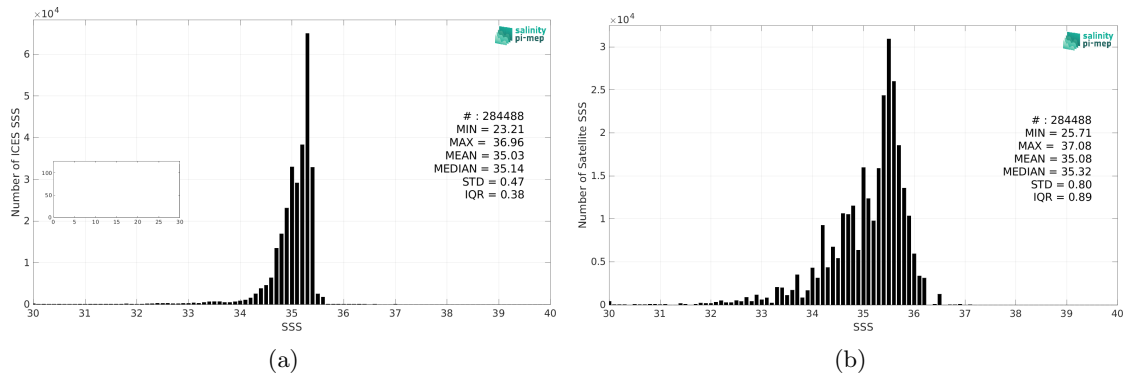 ×10⁴
6
5
4
3
2
1
0
Number of ICES SSS
salinity
pi-mep
# : 284488
MIN = 23.21
MAX = 36.96
MEAN = 35.03
MEDIAN = 35.14
STD = 0.47
IQR = 0.38
100
50
0
0 5 10 15 20 25 30
30 31 32 33 34 35 36 37 38 39 40
SSS
(a)
×10⁴
3
2.5
2
1.5
1
0.5
0
Number of Satellite SSS
salinity
pi-mep
# : 284488
MIN = 25.71
MAX = 37.08
MEAN = 35.08
MEDIAN = 35.32
STD = 0.80
IQR = 0.89
30 31 32 33 34 35 36 37 38 39 40
SSS
(b)